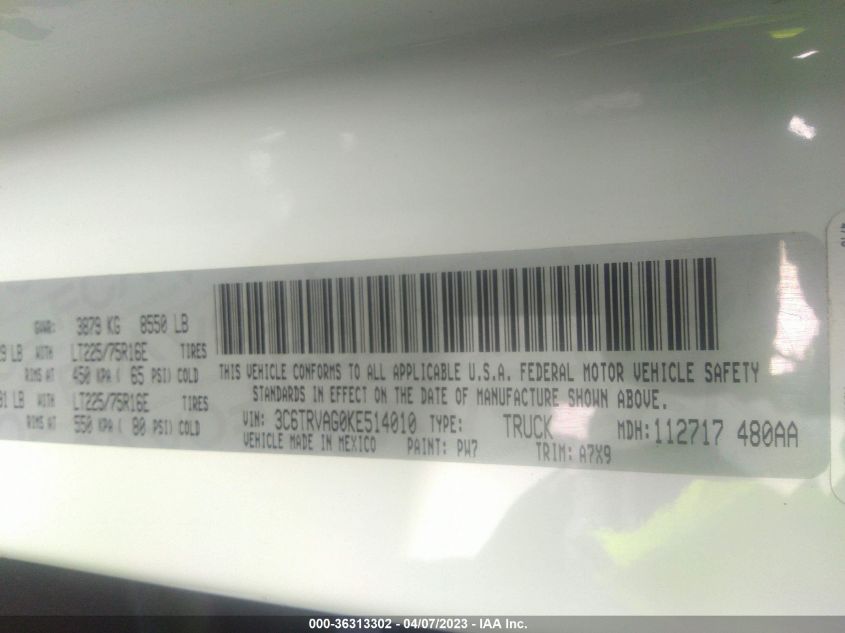 GVWR: 3879 KG 8550 LB
LB WITH LT225/75R16E TIRES
RIMS AT 450 KPA ( 65 PSI) COLD
LB WITH LT225/75R16E TIRES
RIMS AT 550 KPA ( 80 PSI) COLD
THIS VEHICLE CONFORMS TO ALL APPLICABLE U.S.A. FEDERAL MOTOR VEHICLE SAFETY
STANDARDS IN EFFECT ON THE DATE OF MANUFACTURE SHOWN ABOVE.
VIN: 3C6TRVAG0KE514010 TYPE: TRUCK MDH:112717 480AA
VEHICLE MADE IN MEXICO PAINT: PW7 TRIM: A7X9
000-36313302 - 04/07/2023 - IAA Inc.